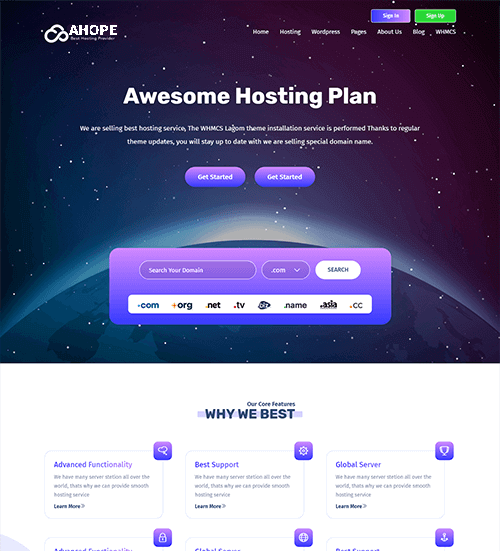 Sign In
Sign Up
AHOPE
Best Hosting Provider
Home Hosting Wordpress Pages About Us Blog WHMCS
Awesome Hosting Plan
We are selling best hosting service, The WHMCS Lagom theme installation service is performed Thanks to regular
theme updates, you will stay up to date with we are selling special domain name.
Get Started Get Started
Search Your Domain .com SEARCH
.com .org .net .tv .biz .name .asia .cc
Our Core Features
WHY WE BEST
Advanced Functionality
We have many server stetion all over the
world, thats why we can provide smooth
hosting service
Learn More
Best Support
We have many server stetion all over the
world, thats why we can provide smooth
hosting service
Learn More
Global Server
We have many server stetion all over the
world, thats why we can provide smooth
hosting service
Learn More
Advanced Functionality
Global Server
Best Support